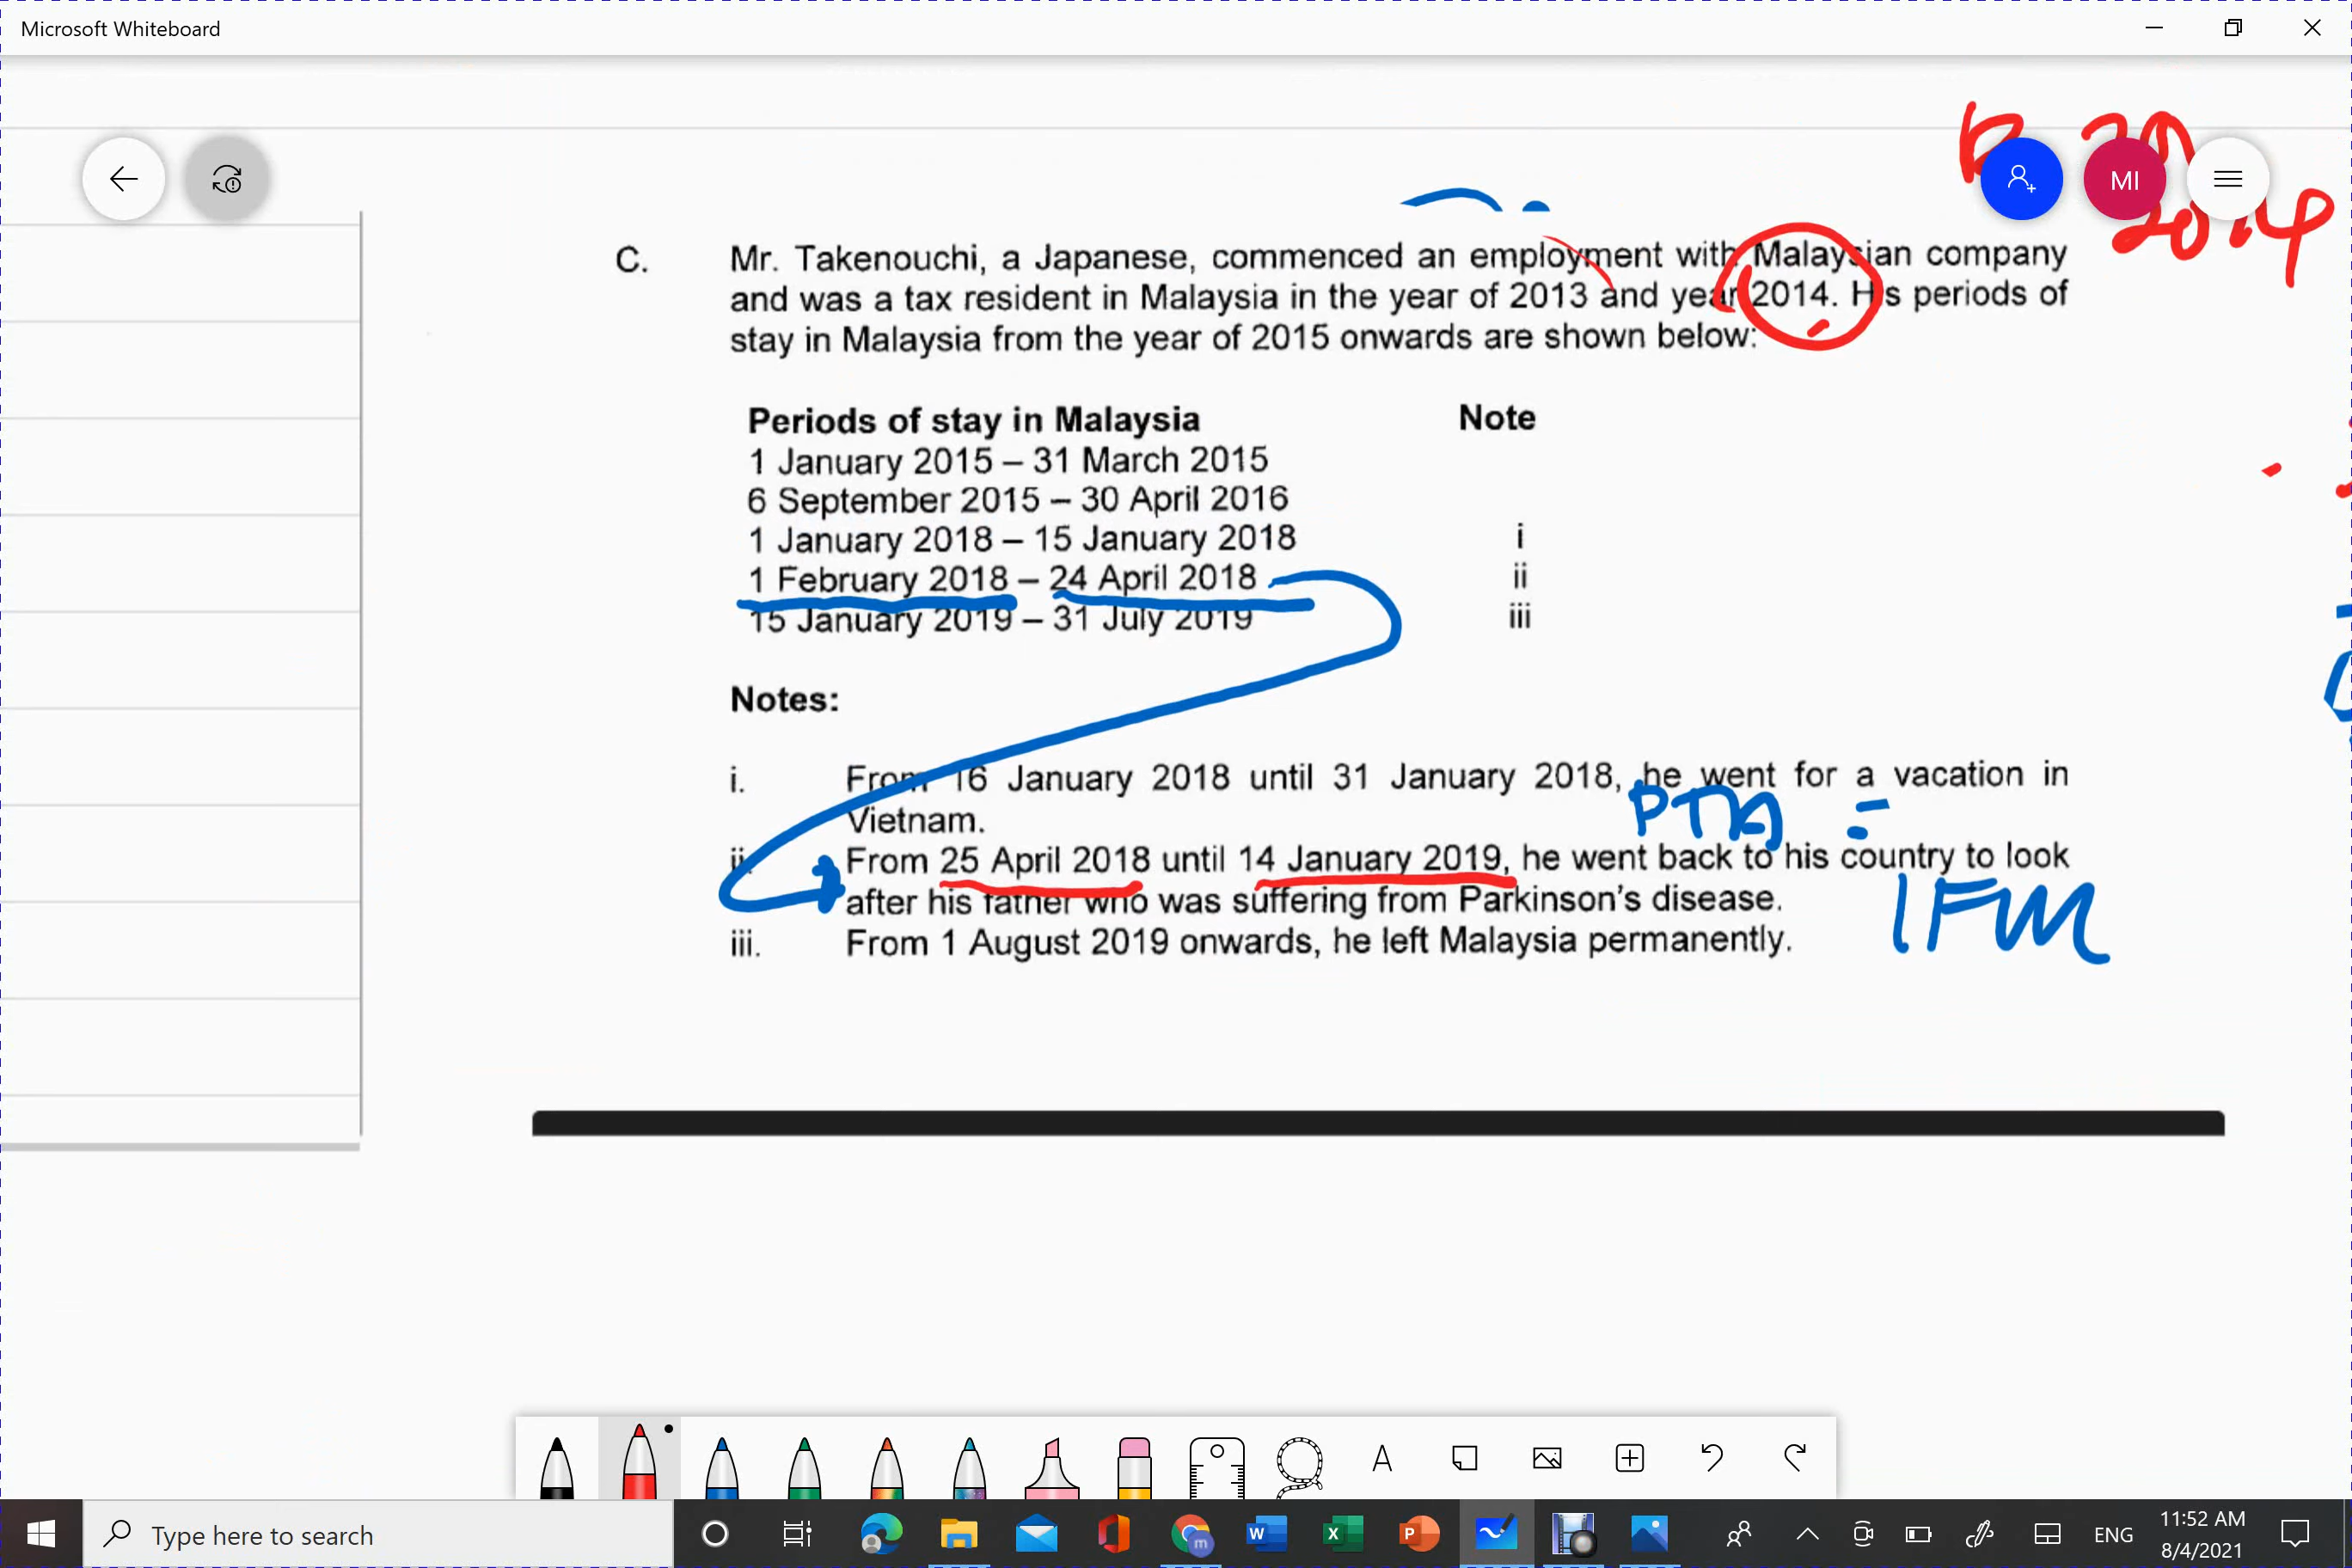 Microsoft Whiteboard
MI
2014
C. Mr. Takenouchi, a Japanese, commenced an employment with Malaysian company
and was a tax resident in Malaysia in the year of 2013 and year 2014. His periods of
stay in Malaysia from the year of 2015 onwards are shown below:
Periods of stay in Malaysia Note
1 January 2015 – 31 March 2015
6 September 2015 – 30 April 2016
1 January 2018 – 15 January 2018 i
1 February 2018 – 24 April 2018 ii
15 January 2019 – 31 July 2019 iii
Notes:
i. From 16 January 2018 until 31 January 2018, he went for a vacation in
Vietnam.
PTA
ii. From 25 April 2018 until 14 January 2019, he went back to his country to look
after his father who was suffering from Parkinson's disease.
IFM
iii. From 1 August 2019 onwards, he left Malaysia permanently.
Type here to search
ENG
11:52 AM
8/4/2021